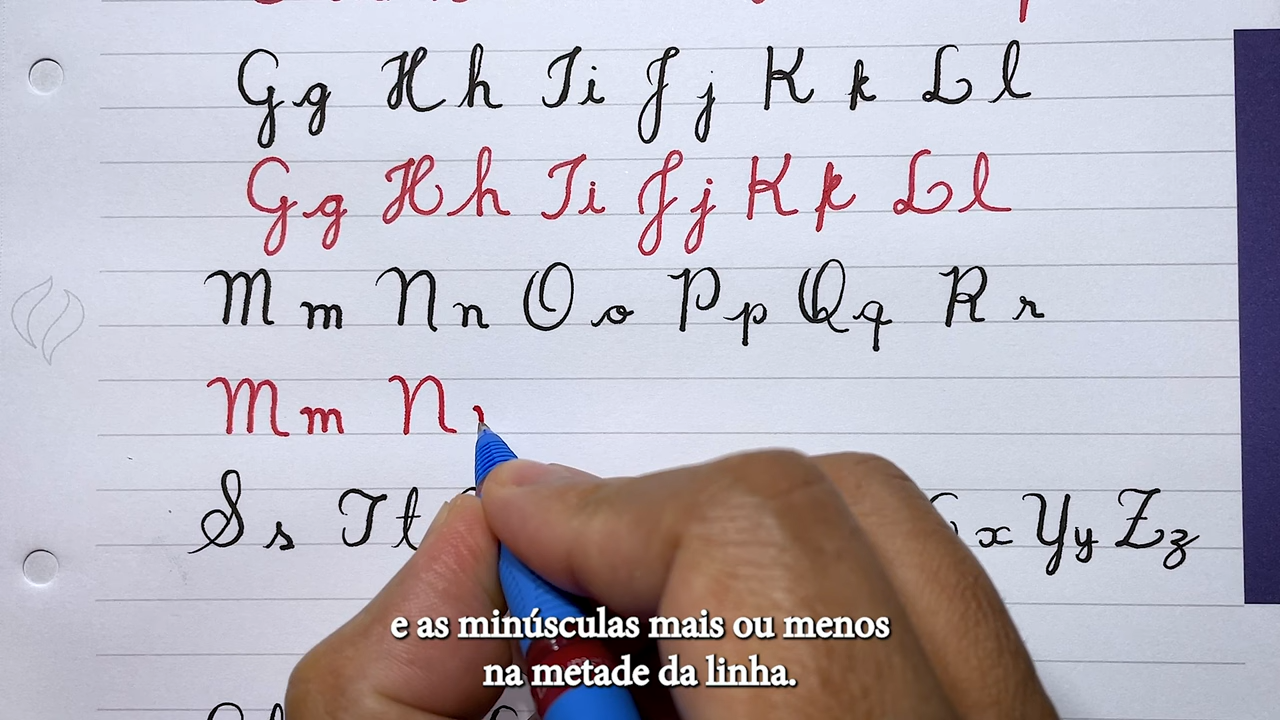 Gg Hh Ii Jj Kk Ll
Gg Hh Ii Jj Kk Ll
Mm Nn Oo Pp Qq Rr
Mm N
Ss Tt x Yy Zz
e as minúsculas mais ou menos
na metade da linha.